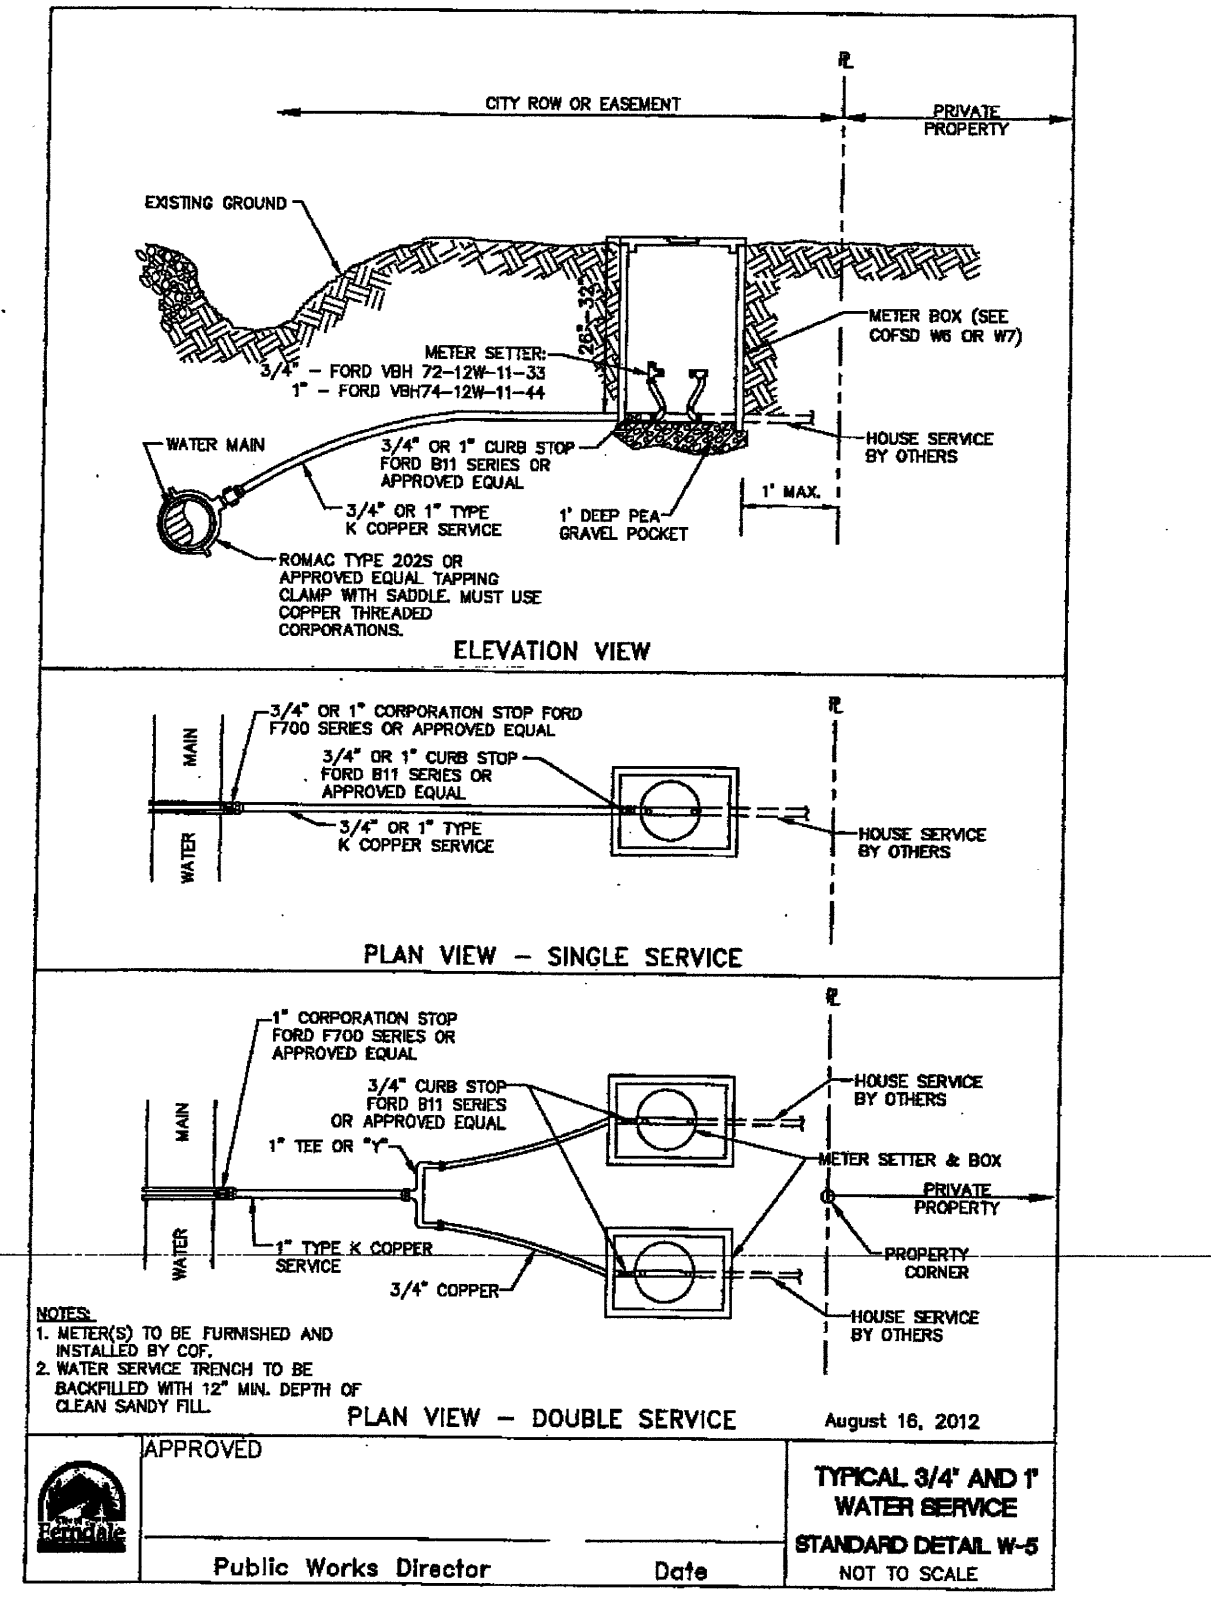 ℄
CITY ROW OR EASEMENT
PRIVATE
PROPERTY
EXISTING GROUND
26"-32"
METER BOX (SEE
COFSD W6 OR W7)
METER SETTER:
3/4" - FORD VBH 72-12W-11-33
1" - FORD VBH74-12W-11-44
WATER MAIN
3/4" OR 1" CURB STOP
FORD B11 SERIES OR
APPROVED EQUAL
HOUSE SERVICE
BY OTHERS
1' MAX.
3/4" OR 1" TYPE
K COPPER SERVICE
1' DEEP PEA
GRAVEL POCKET
ROMAC TYPE 202S OR
APPROVED EQUAL TAPPING
CLAMP WITH SADDLE. MUST USE
COPPER THREADED
CORPORATIONS.
ELEVATION VIEW
℄
3/4" OR 1" CORPORATION STOP FORD
F700 SERIES OR APPROVED EQUAL
3/4" OR 1" CURB STOP
FORD B11 SERIES OR
APPROVED EQUAL
WATER MAIN
3/4" OR 1" TYPE
K COPPER SERVICE
HOUSE SERVICE
BY OTHERS
PLAN VIEW - SINGLE SERVICE
℄
1" CORPORATION STOP
FORD F700 SERIES OR
APPROVED EQUAL
3/4" CURB STOP
FORD B11 SERIES
OR APPROVED EQUAL
HOUSE SERVICE
BY OTHERS
1" TEE OR "Y"
WATER MAIN
METER SETTER & BOX
PRIVATE
PROPERTY
1" TYPE K COPPER
SERVICE
3/4" COPPER
PROPERTY
CORNER
HOUSE SERVICE
BY OTHERS
NOTES:
1. METER(S) TO BE FURNISHED AND
INSTALLED BY COF.
2. WATER SERVICE TRENCH TO BE
BACKFILLED WITH 12" MIN. DEPTH OF
CLEAN SANDY FILL.
PLAN VIEW - DOUBLE SERVICE
August 16, 2012
APPROVED
Ferndale
Public Works Director
Date
TYPICAL 3/4" AND 1"
WATER SERVICE
STANDARD DETAIL W-5
NOT TO SCALE